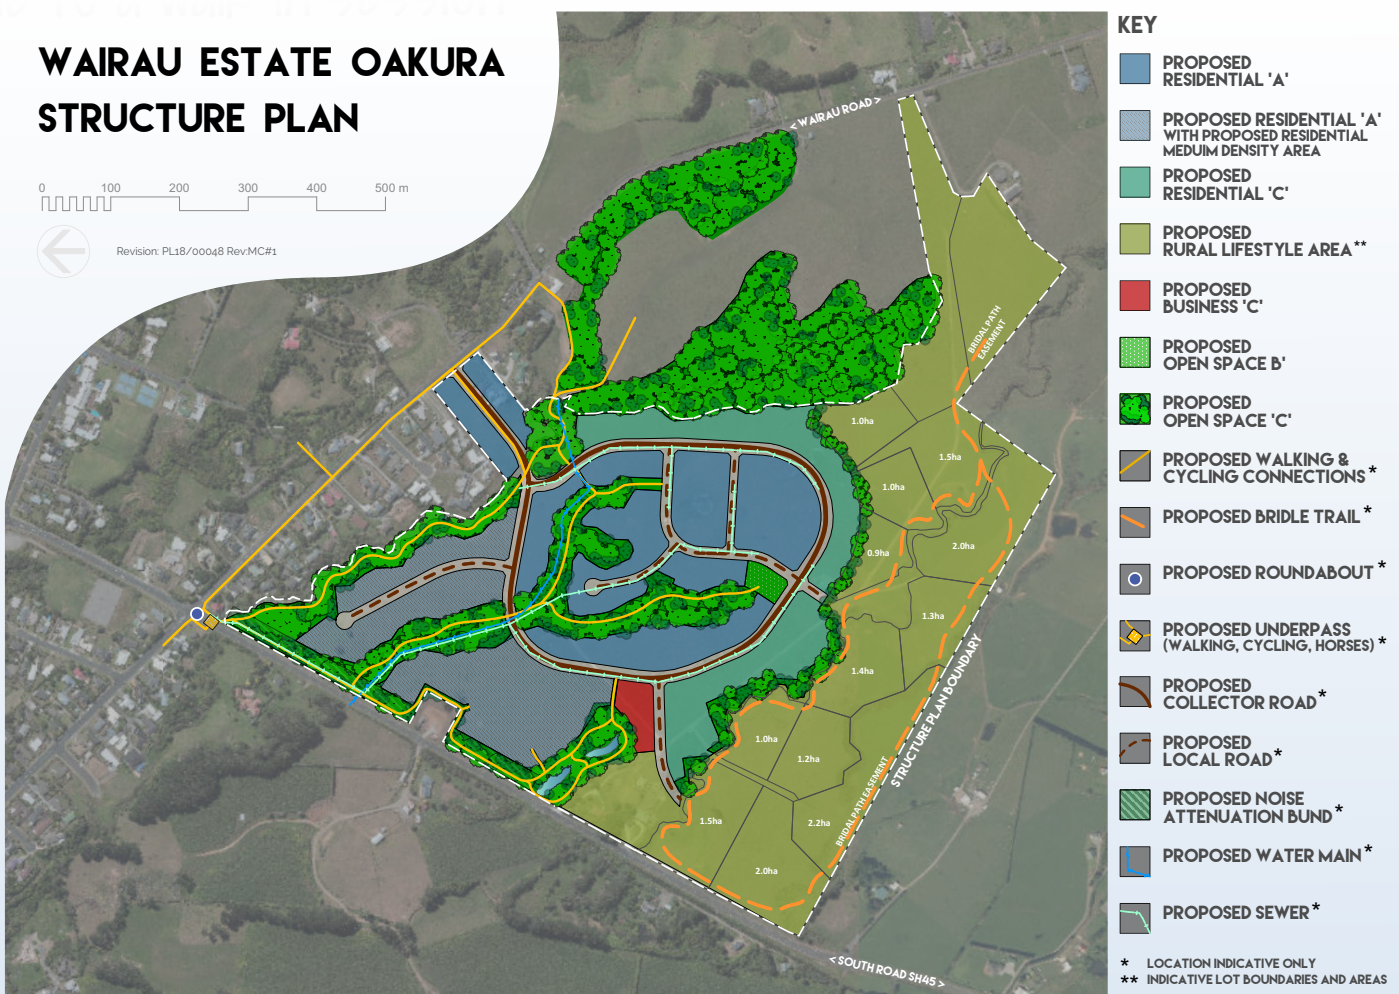 WAIRAU ESTATE OAKURA
STRUCTURE PLAN
0 100 200 300 400 500 m
Revision: PL18/00048 Rev:MC#1
< WAIRAU ROAD >
BRIDAL PATH
EASEMENT
1.0ha
1.5ha
1.0ha
0.9ha
2.0ha
1.3ha
1.4ha
1.0ha
1.2ha
1.5ha
2.2ha
2.0ha
BRIDAL PATH EASEMENT
STRUCTURE PLAN BOUNDARY
< SOUTH ROAD SH45 >
KEY
PROPOSED
RESIDENTIAL 'A'
PROPOSED RESIDENTIAL 'A'
WITH PROPOSED RESIDENTIAL
MEDUIM DENSITY AREA
PROPOSED
RESIDENTIAL 'C'
PROPOSED
RURAL LIFESTYLE AREA**
PROPOSED
BUSINESS 'C'
PROPOSED
OPEN SPACE B'
PROPOSED
OPEN SPACE 'C'
PROPOSED WALKING &
CYCLING CONNECTIONS*
PROPOSED BRIDLE TRAIL*
PROPOSED ROUNDABOUT*
PROPOSED UNDERPASS
(WALKING, CYCLING, HORSES)*
PROPOSED
COLLECTOR ROAD*
PROPOSED
LOCAL ROAD*
PROPOSED NOISE
ATTENUATION BUND*
PROPOSED WATER MAIN*
PROPOSED SEWER*
* LOCATION INDICATIVE ONLY
** INDICATIVE LOT BOUNDARIES AND AREAS